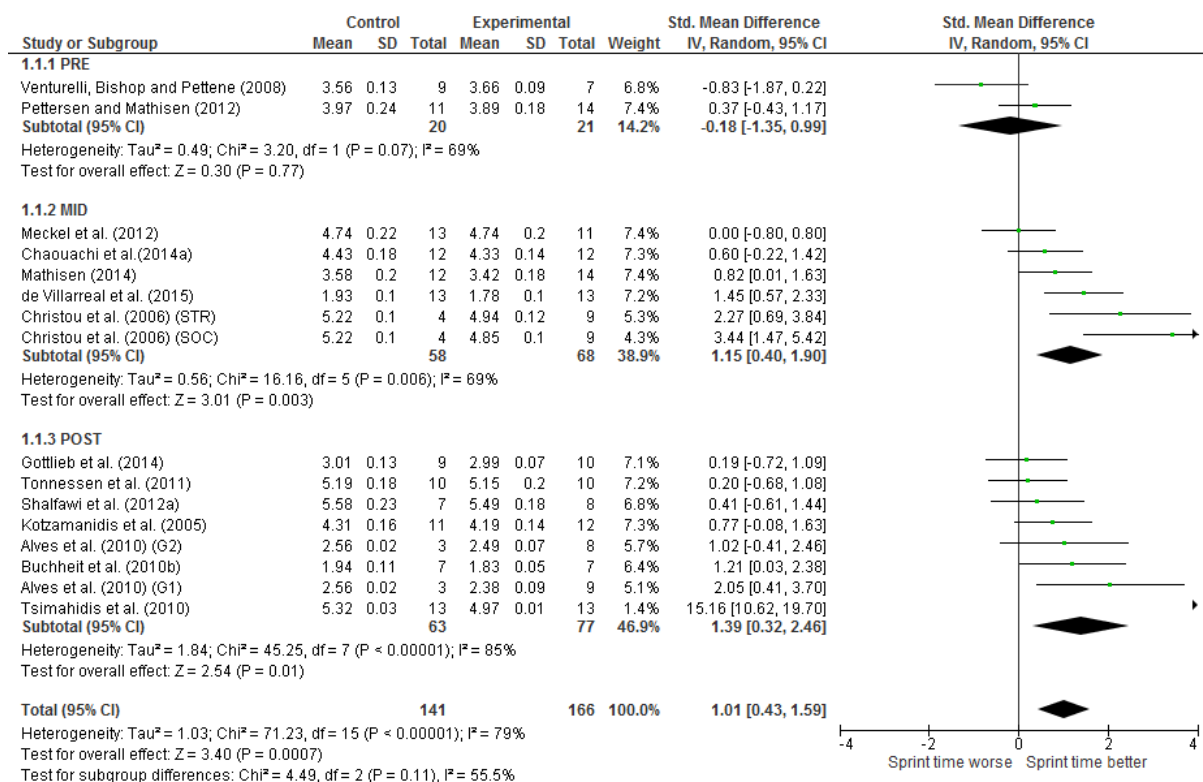 Control Experimental Std. Mean Difference Std. Mean Difference
Study or Subgroup Mean SD Total Mean SD Total Weight IV, Random, 95% CI IV, Random, 95% CI
1.1.1 PRE
Venturelli, Bishop and Pettene (2008) 3.56 0.13 9 3.66 0.09 7 6.8% -0.83 [-1.87, 0.22]
Pettersen and Mathisen (2012) 3.97 0.24 11 3.89 0.18 14 7.4% 0.37 [-0.43, 1.17]
Subtotal (95% CI) 20 21 14.2% -0.18 [-1.35, 0.99]
Heterogeneity: Tau² = 0.49; Chi² = 3.20, df = 1 (P = 0.07); I² = 69%
Test for overall effect: Z = 0.30 (P = 0.77)
1.1.2 MID
Meckel et al. (2012) 4.74 0.22 13 4.74 0.2 11 7.4% 0.00 [-0.80, 0.80]
Chaouachi et al.(2014a) 4.43 0.18 12 4.33 0.14 12 7.3% 0.60 [-0.22, 1.42]
Mathisen (2014) 3.58 0.2 12 3.42 0.18 14 7.4% 0.82 [0.01, 1.63]
de Villarreal et al. (2015) 1.93 0.1 13 1.78 0.1 13 7.2% 1.45 [0.57, 2.33]
Christou et al. (2006) (STR) 5.22 0.1 4 4.94 0.12 9 5.3% 2.27 [0.69, 3.84]
Christou et al. (2006) (SOC) 5.22 0.1 4 4.85 0.1 9 4.3% 3.44 [1.47, 5.42]
Subtotal (95% CI) 58 68 38.9% 1.15 [0.40, 1.90]
Heterogeneity: Tau² = 0.56; Chi² = 16.16, df = 5 (P = 0.006); I² = 69%
Test for overall effect: Z = 3.01 (P = 0.003)
1.1.3 POST
Gottlieb et al. (2014) 3.01 0.13 9 2.99 0.07 10 7.1% 0.19 [-0.72, 1.09]
Tonnessen et al. (2011) 5.19 0.18 10 5.15 0.2 10 7.2% 0.20 [-0.68, 1.08]
Shalfawi et al. (2012a) 5.58 0.23 7 5.49 0.18 8 6.8% 0.41 [-0.61, 1.44]
Kotzamanidis et al. (2005) 4.31 0.16 11 4.19 0.14 12 7.3% 0.77 [-0.08, 1.63]
Alves et al. (2010) (G2) 2.56 0.02 3 2.49 0.07 8 5.7% 1.02 [-0.41, 2.46]
Buchheit et al. (2010b) 1.94 0.11 7 1.83 0.05 7 6.4% 1.21 [0.03, 2.38]
Alves et al. (2010) (G1) 2.56 0.02 3 2.38 0.09 9 5.1% 2.05 [0.41, 3.70]
Tsimahidis et al. (2010) 5.32 0.03 13 4.97 0.01 13 1.4% 15.16 [10.62, 19.70]
Subtotal (95% CI) 63 77 46.9% 1.39 [0.32, 2.46]
Heterogeneity: Tau² = 1.84; Chi² = 45.25, df = 7 (P < 0.00001); I² = 85%
Test for overall effect: Z = 2.54 (P = 0.01)
Total (95% CI) 141 166 100.0% 1.01 [0.43, 1.59]
Heterogeneity: Tau² = 1.03; Chi² = 71.23, df = 15 (P < 0.00001); I² = 79%
Test for overall effect: Z = 3.40 (P = 0.0007)
Test for subgroup differences: Chi² = 4.49, df = 2 (P = 0.11), I² = 55.5%
-4 -2 0 2 4
Sprint time worse Sprint time better